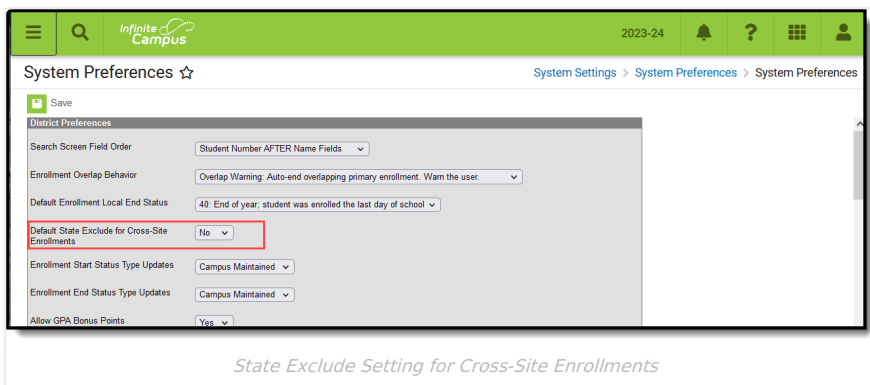 Infinite
Campus
2023-24
?
System Preferences
System Settings > System Preferences > System Preferences
Save
District Preferences
Search Screen Field Order
Student Number AFTER Name Fields
Enrollment Overlap Behavior
Overlap Warning: Auto-end overlapping primary enrollment. Warn the user.
Default Enrollment Local End Status
40: End of year; student was enrolled the last day of school
Default State Exclude for Cross-Site
Enrollments
No
Enrollment Start Status Type Updates
Campus Maintained
Enrollment End Status Type Updates
Campus Maintained
Allow GPA Bonus Points
Yes
State Exclude Setting for Cross-Site Enrollments